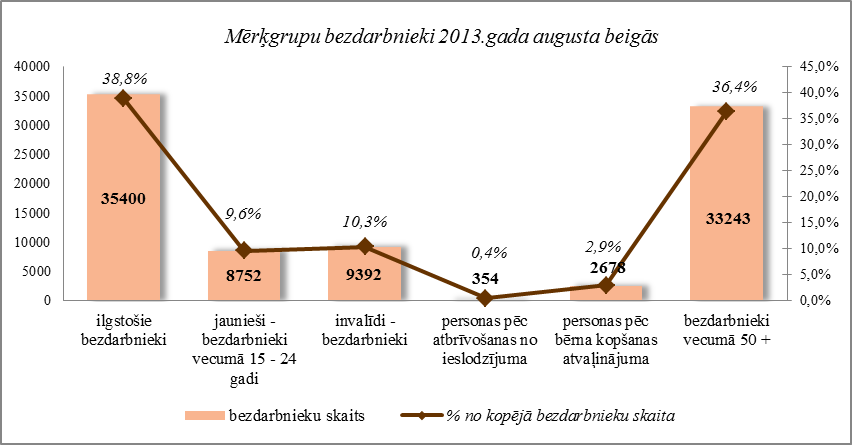 Mērķgrupu bezdarbnieki 2013.gada augusta beigās
40000
35000
30000
25000
20000
15000
10000
5000
0
45,0%
40,0%
35,0%
30,0%
25,0%
20,0%
15,0%
10,0%
5,0%
0,0%
38,8%
9,6%
10,3%
0,4%
2,9%
36,4%
35400
8752
9392
354
2678
33243
ilgstošie
bezdarbnieki
jaunieši -
bezdarbnieki
vecumā 15 - 24
gadi
invalīdi -
bezdarbnieki
personas pēc
atbrīvošanas no
ieslodzījuma
personas pēc
bērna kopšanas
atvaļinājuma
bezdarbnieki
vecumā 50 +
bezdarbnieku skaits
% no kopējā bezdarbnieku skaita